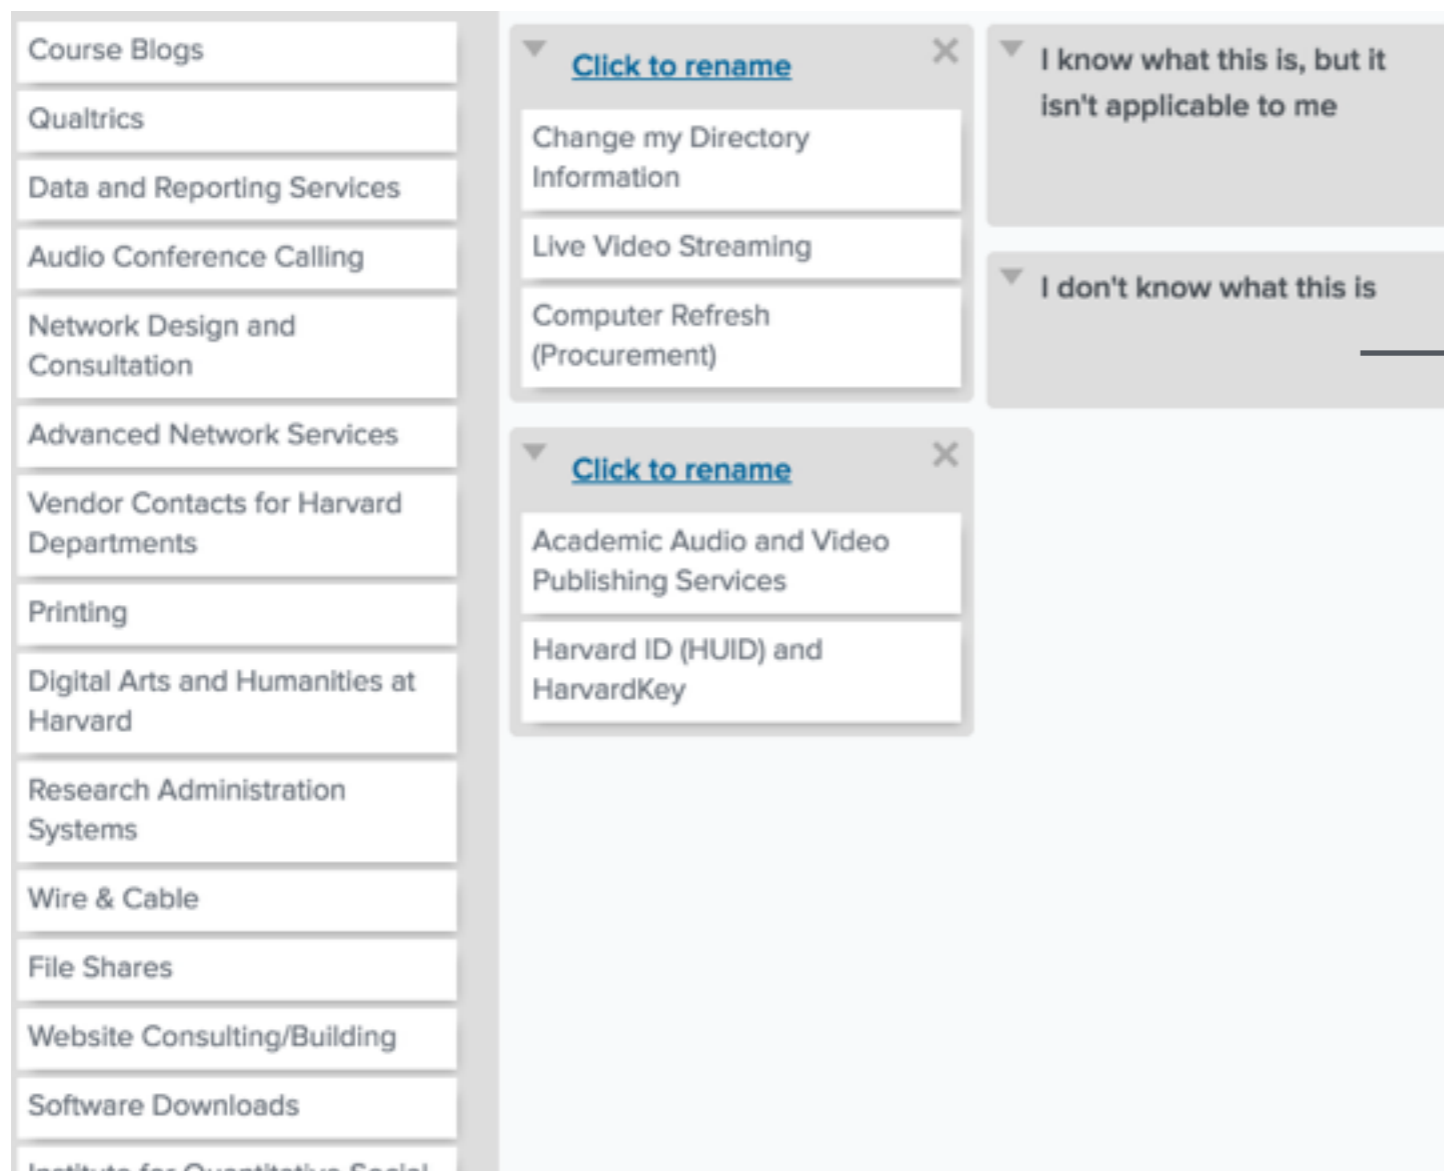 Course Blogs
Qualtrics
Data and Reporting Services
Audio Conference Calling
Network Design and
Consultation
Advanced Network Services
Vendor Contacts for Harvard
Departments
Printing
Digital Arts and Humanities at
Harvard
Research Administration
Systems
Wire & Cable
File Shares
Website Consulting/Building
Software Downloads
Institute for Quantitative Social
Click to rename
Change my Directory
Information
Live Video Streaming
Computer Refresh
(Procurement)
Click to rename
Academic Audio and Video
Publishing Services
Harvard ID (HUID) and
HarvardKey
I know what this is, but it
isn't applicable to me
I don't know what this is